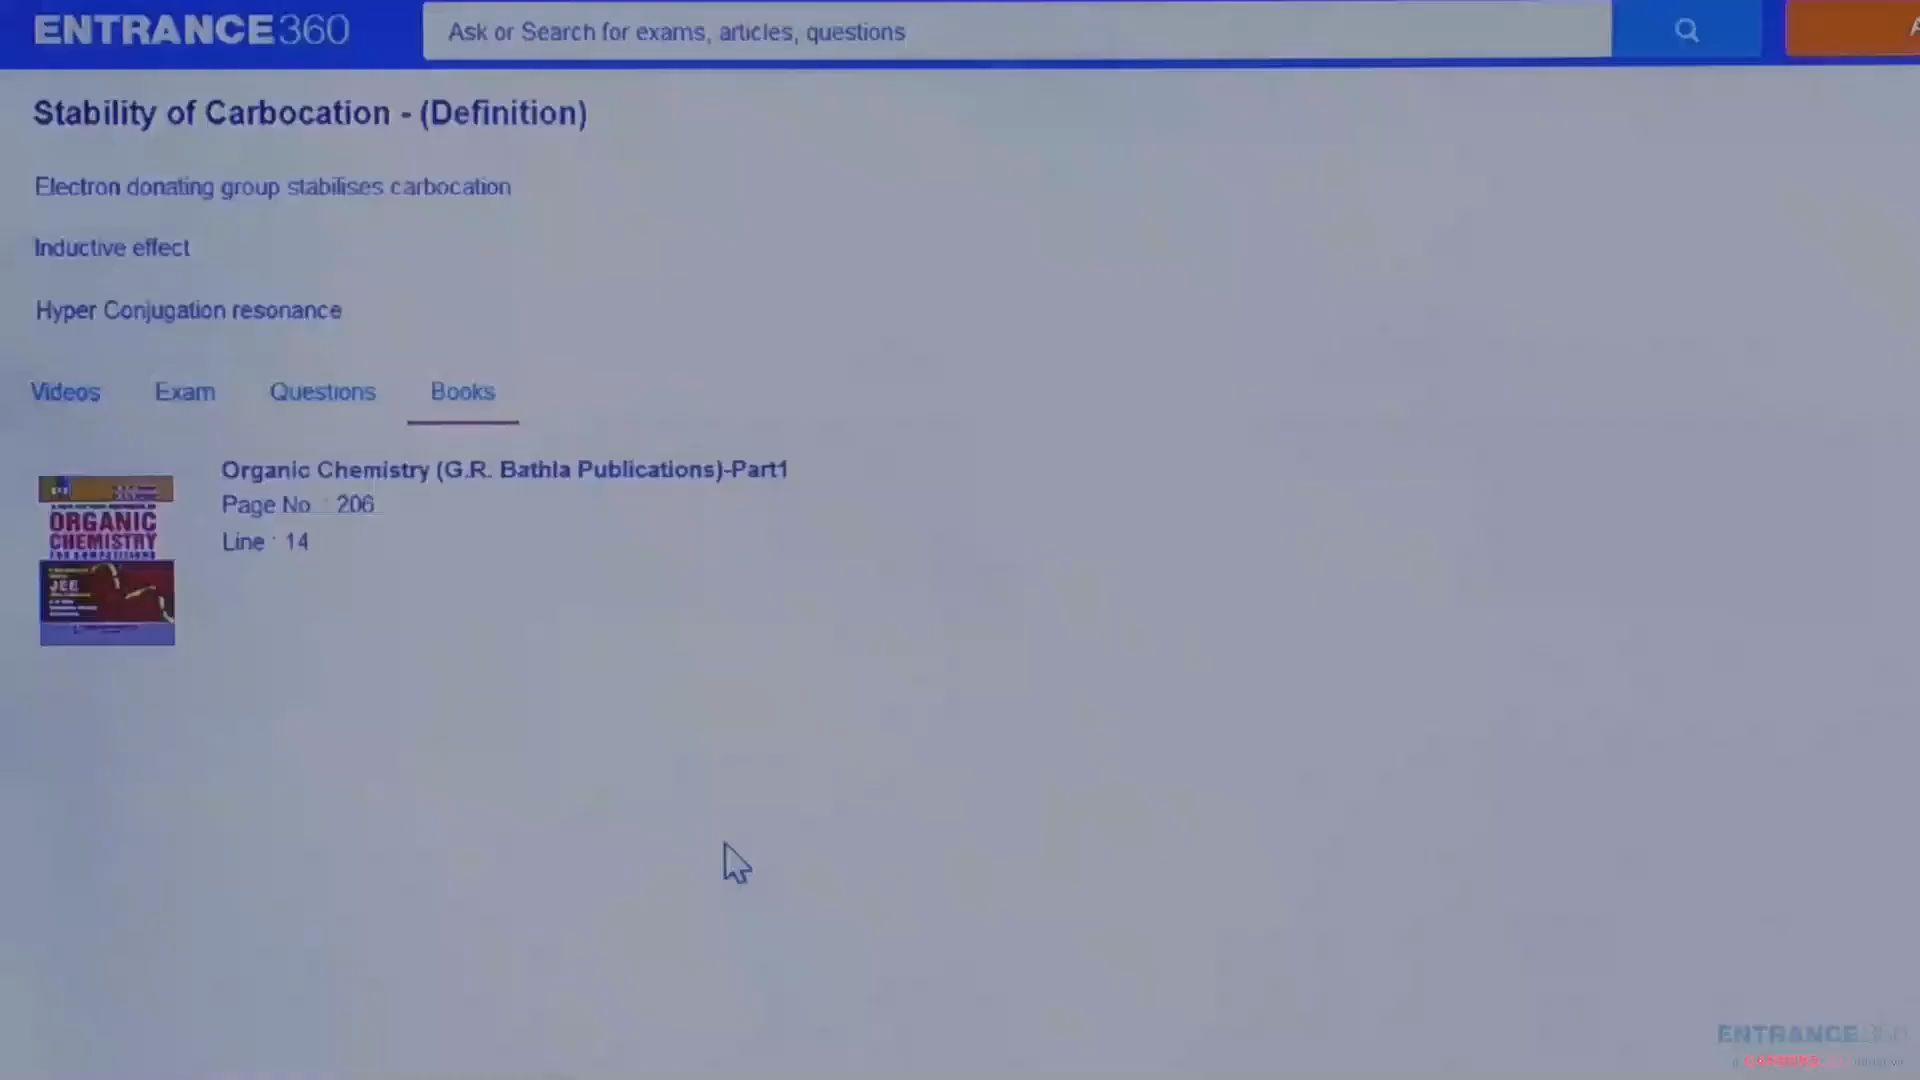 ENTRANCE360
Ask or Search for exams, articles, questions
Stability of Carbocation - (Definition)
Electron donating group stabilises carbocation
Inductive effect
Hyper Conjugation resonance
Videos Exam Questions Books
Organic Chemistry (G.R. Bathla Publications)-Part1
Page No : 206
Line : 14
ORGANIC
CHEMISTRY
JEE
ENTRANCE360